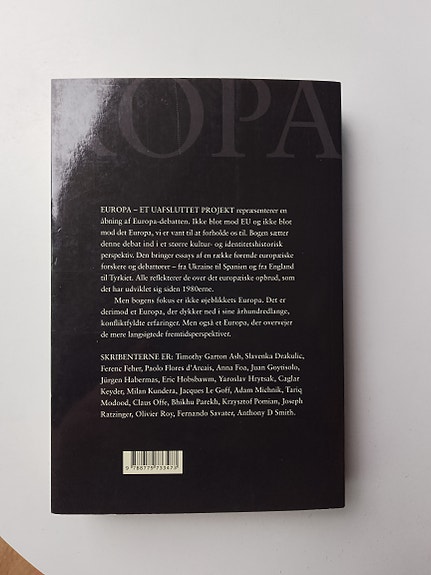 ROPA
EUROPA – ET UAFSLUTTET PROJEKT repræsenterer en
åbning af Europa-debatten. Ikke blot mod EU og ikke blot
mod det Europa, vi er vant til at forholde os til. Bogen sætter
denne debat ind i et større kultur- og identitetshistorisk
perspektiv. Den bringer essays af en række førende europæiske
forskere og debattører – fra Ukraine til Spanien og fra England
til Tyrkiet. Alle reflekterer de over det europæiske opbrud, som
det har udviklet sig siden 1980erne.
Men bogens fokus er ikke øjeblikkets Europa. Det er
derimod et Europa, der dykker ned i sine århundredlange,
konfliktfyldte erfaringer. Men også et Europa, der overvejer
de mere langsigtede fremtidsperspektiver.
SKRIBENTERNE ER: Timothy Garton Ash, Slavenka Drakulic,
Ferenc Feher, Paolo Flores d'Arcais, Anna Foa, Juan Goytisolo,
Jürgen Habermas, Eric Hobsbawm, Yaroslav Hrytsak, Caglar
Keyder, Milan Kundera, Jacques Le Goff, Adam Michnik, Tariq
Modood, Claus Offe, Bhikhu Parekh, Krzysztof Pomian, Joseph
Ratzinger, Olivier Roy, Fernando Savater, Anthony D Smith.
9788775733473